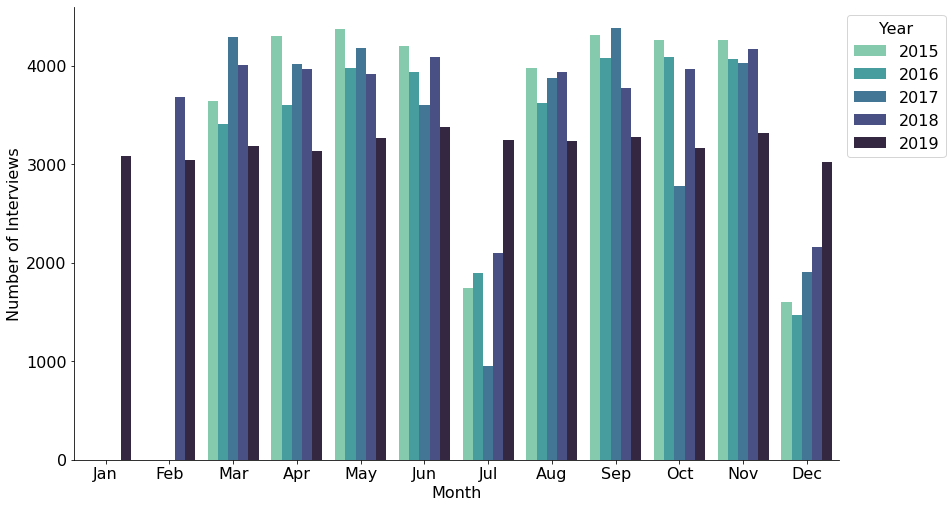 Year
2015
2016
2017
2018
2019
Number of Interviews
4000
3000
2000
1000
0
Jan Feb Mar Apr May Jun Jul Aug Sep Oct Nov Dec
Month